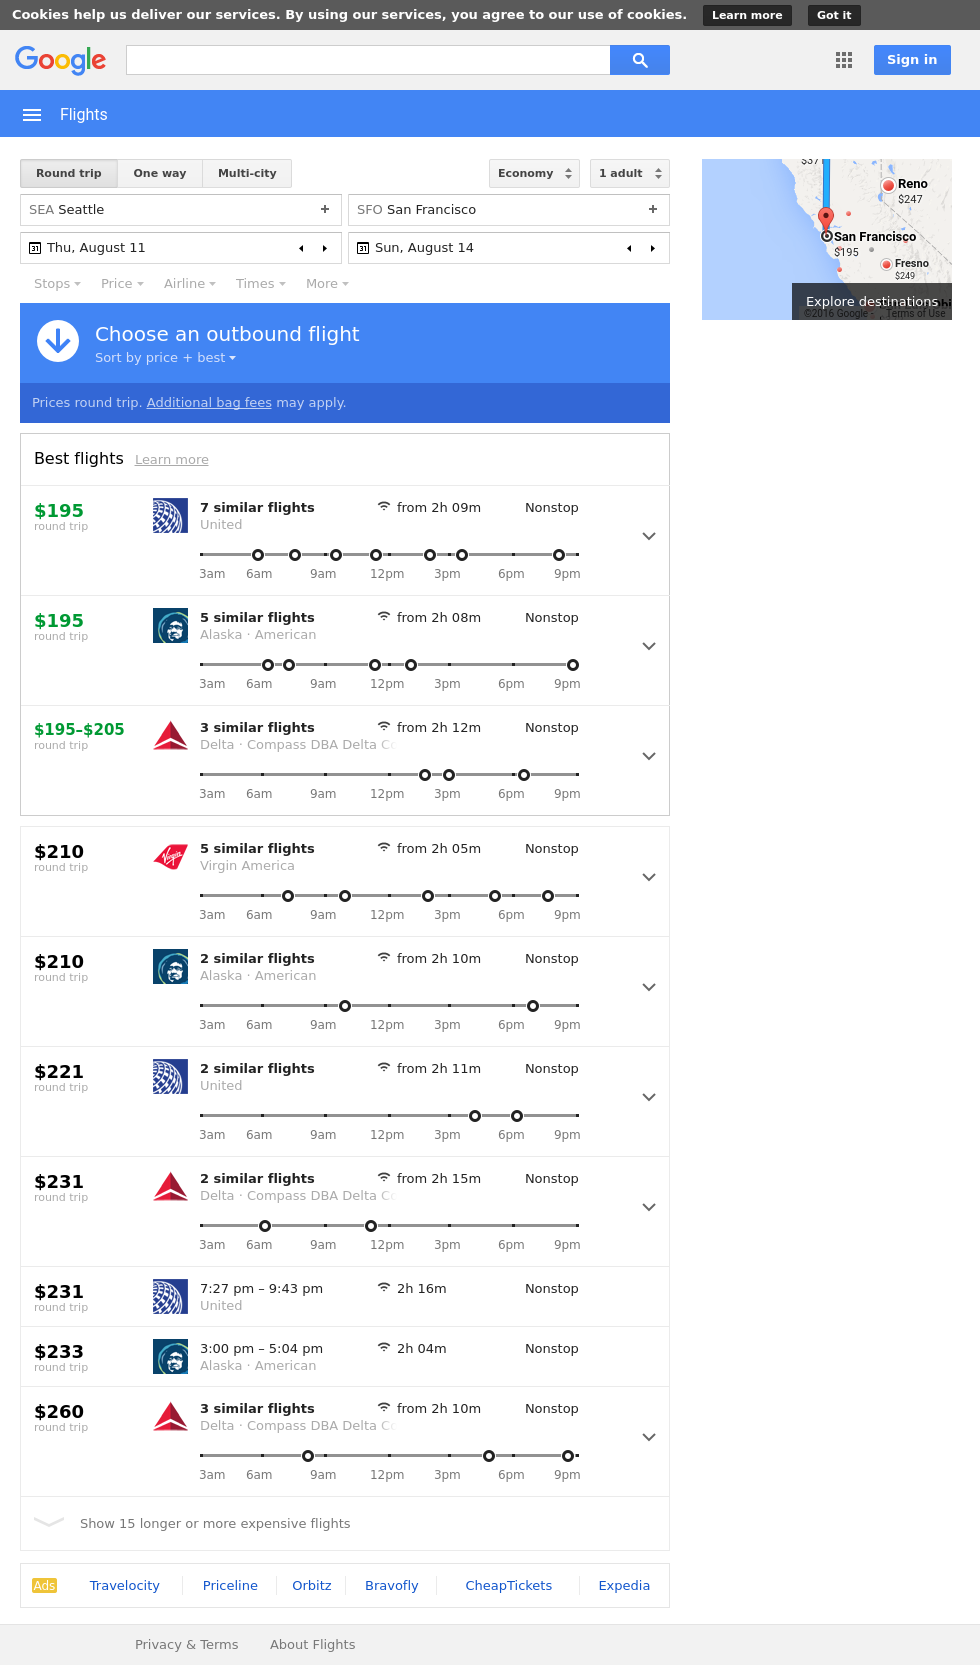 Cookies help us deliver our services. By using our services, you agree to our use of cookies. Learn more Got it
Google Sign in
Flights
Round trip One way Multi-city Economy 1 adult
SEA Seattle + SFO San Francisco +
31 Thu, August 11 31 Sun, August 14
Stops Price Airline Times More
Choose an outbound flight
Sort by price + best
Prices round trip. Additional bag fees may apply.
Reno
$247
San Francisco
$195
Fresno
$249
Explore destinations
©2016 Google Terms of Use
Best flights Learn more
$195 7 similar flights from 2h 09m Nonstop
round trip United
3am 6am 9am 12pm 3pm 6pm 9pm
$195 5 similar flights from 2h 08m Nonstop
round trip Alaska · American
3am 6am 9am 12pm 3pm 6pm 9pm
$195–$205 3 similar flights from 2h 12m Nonstop
round trip Delta · Compass DBA Delta
3am 6am 9am 12pm 3pm 6pm 9pm
$210 5 similar flights from 2h 05m Nonstop
round trip Virgin America
3am 6am 9am 12pm 3pm 6pm 9pm
$210 2 similar flights from 2h 10m Nonstop
round trip Alaska · American
3am 6am 9am 12pm 3pm 6pm 9pm
$221 2 similar flights from 2h 11m Nonstop
round trip United
3am 6am 9am 12pm 3pm 6pm 9pm
$231 2 similar flights from 2h 15m Nonstop
round trip Delta · Compass DBA Delta
3am 6am 9am 12pm 3pm 6pm 9pm
$231 7:27 pm – 9:43 pm 2h 16m Nonstop
round trip United
$233 3:00 pm – 5:04 pm 2h 04m Nonstop
round trip Alaska · American
$260 3 similar flights from 2h 10m Nonstop
round trip Delta · Compass DBA Delta
3am 6am 9am 12pm 3pm 6pm 9pm
Show 15 longer or more expensive flights
Ads Travelocity Priceline Orbitz Bravofly CheapTickets Expedia
Privacy & Terms About Flights